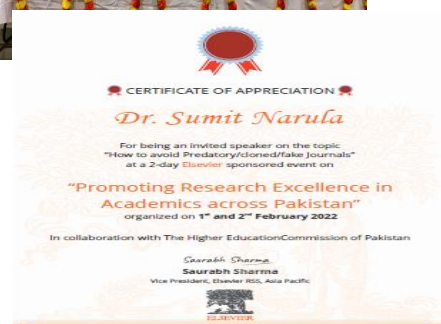 CERTIFICATE OF APPRECIATION
Dr. Sumit Narula
For being an invited speaker on the topic
"How to avoid Predatory/cloned/fake Journals"
at a 2-day Elsevier sponsored event on
"Promoting Research Excellence in
Academics across Pakistan"
organized on 1st and 2nd February 2022
In collaboration with The Higher EducationCommission of Pakistan
Saurabh Sharma
Saurabh Sharma
Vice President, Elsevier RSS, Asia Pacific
ELSEVIER